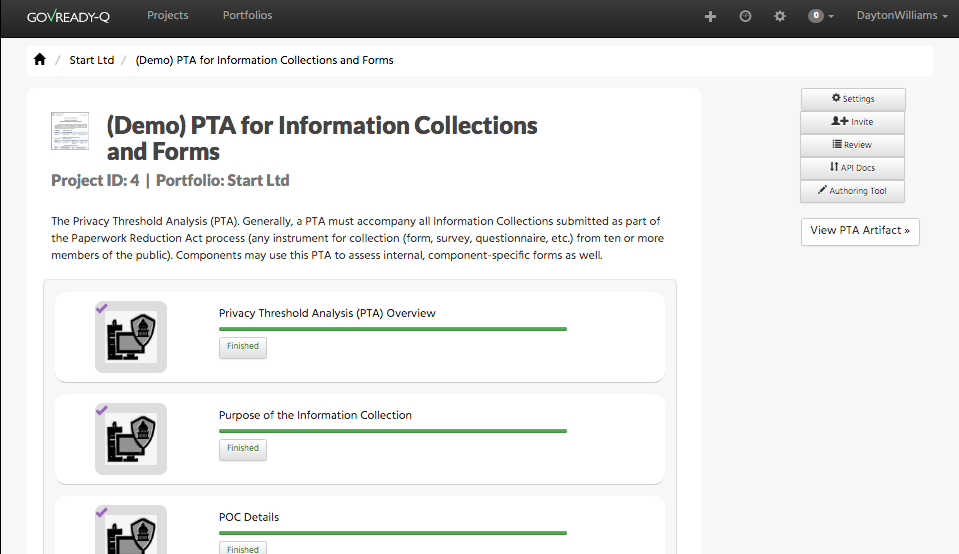 GOVREADY-Q Projects Portfolios 0 DaytonWilliams
Start Ltd / (Demo) PTA for Information Collections and Forms
(Demo) PTA for Information Collections
and Forms
Project ID: 4 | Portfolio: Start Ltd
The Privacy Threshold Analysis (PTA). Generally, a PTA must accompany all Information Collections submitted as part of
the Paperwork Reduction Act process (any instrument for collection (form, survey, questionnaire, etc.) from ten or more
members of the public). Components may use this PTA to assess internal, component-specific forms as well.
Privacy Threshold Analysis (PTA) Overview
Finished
Purpose of the Information Collection
Finished
POC Details
Finished
Settings
Invite
Review
API Docs
Authoring Tool
View PTA Artifact »